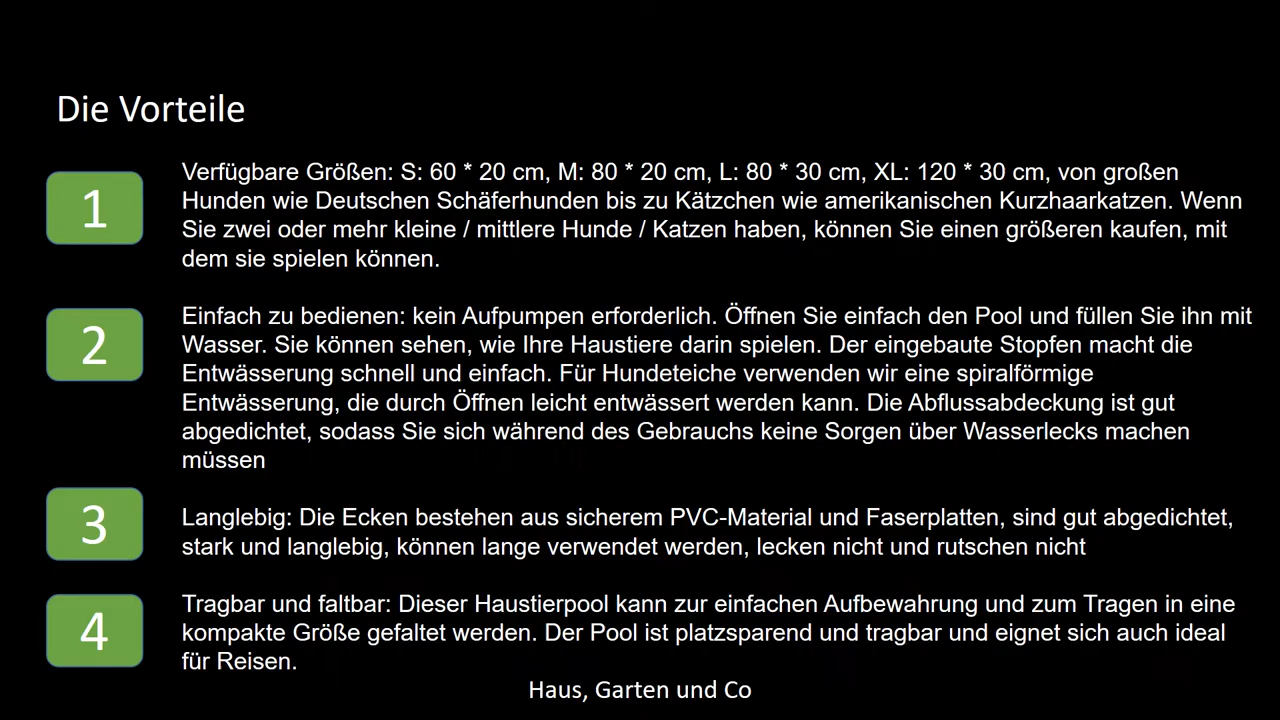 Die Vorteile
1
Verfügbare Größen: S: 60 * 20 cm, M: 80 * 20 cm, L: 80 * 30 cm, XL: 120 * 30 cm, von großen
Hunden wie Deutschen Schäferhunden bis zu Kätzchen wie amerikanischen Kurzhaarkatzen. Wenn
Sie zwei oder mehr kleine / mittlere Hunde / Katzen haben, können Sie einen größeren kaufen, mit
dem sie spielen können.
2
Einfach zu bedienen: kein Aufpumpen erforderlich. Öffnen Sie einfach den Pool und füllen Sie ihn mit
Wasser. Sie können sehen, wie Ihre Haustiere darin spielen. Der eingebaute Stopfen macht die
Entwässerung schnell und einfach. Für Hundeteiche verwenden wir eine spiralförmige
Entwässerung, die durch Öffnen leicht entwässert werden kann. Die Abflussabdeckung ist gut
abgedichtet, sodass Sie sich während des Gebrauchs keine Sorgen über Wasserlecks machen
müssen
3
Langlebig: Die Ecken bestehen aus sicherem PVC-Material und Faserplatten, sind gut abgedichtet,
stark und langlebig, können lange verwendet werden, lecken nicht und rutschen nicht
4
Tragbar und faltbar: Dieser Haustierpool kann zur einfachen Aufbewahrung und zum Tragen in eine
kompakte Größe gefaltet werden. Der Pool ist platzsparend und tragbar und eignet sich auch ideal
für Reisen.
Haus, Garten und Co